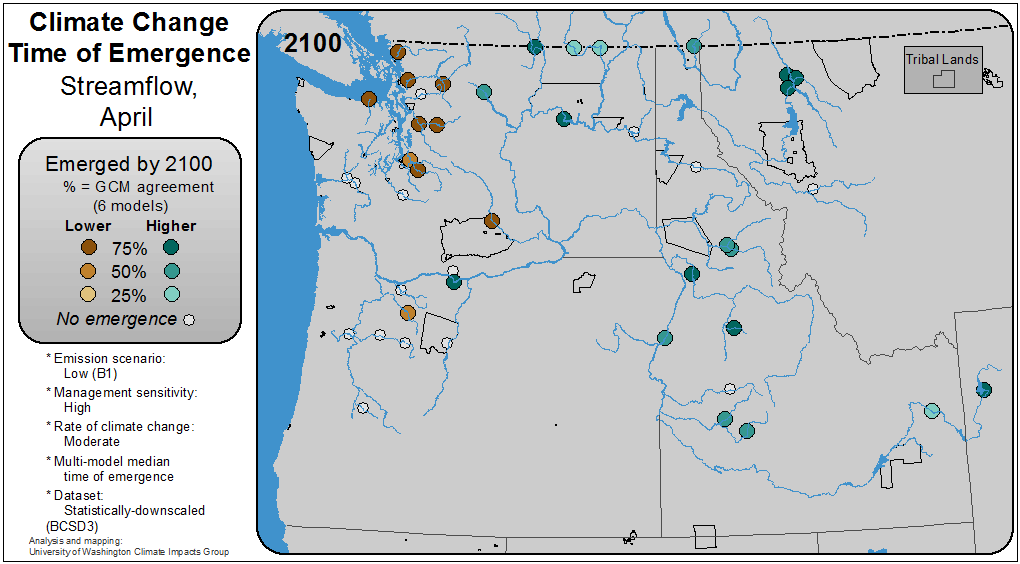 Climate Change
Time of Emergence
Streamflow,
April
Emerged by 2100
% = GCM agreement
(6 models)
Lower Higher
75%
50%
25%
No emergence
* Emission scenario:
Low (B1)
* Management sensitivity:
High
* Rate of climate change:
Moderate
* Multi-model median
time of emergence
* Dataset:
Statistically-downscaled
(BCSD3)
Analysis and mapping:
University of Washington Climate Impacts Group
2100
Tribal Lands